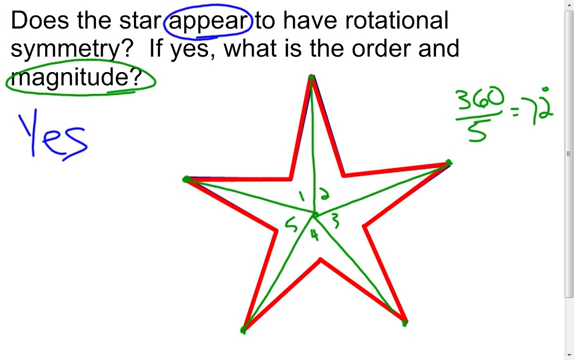 Does the star appear to have rotational
symmetry?  If yes, what is the order and
magnitude?
Yes
360
5
= 72°
1 2
5 3
4